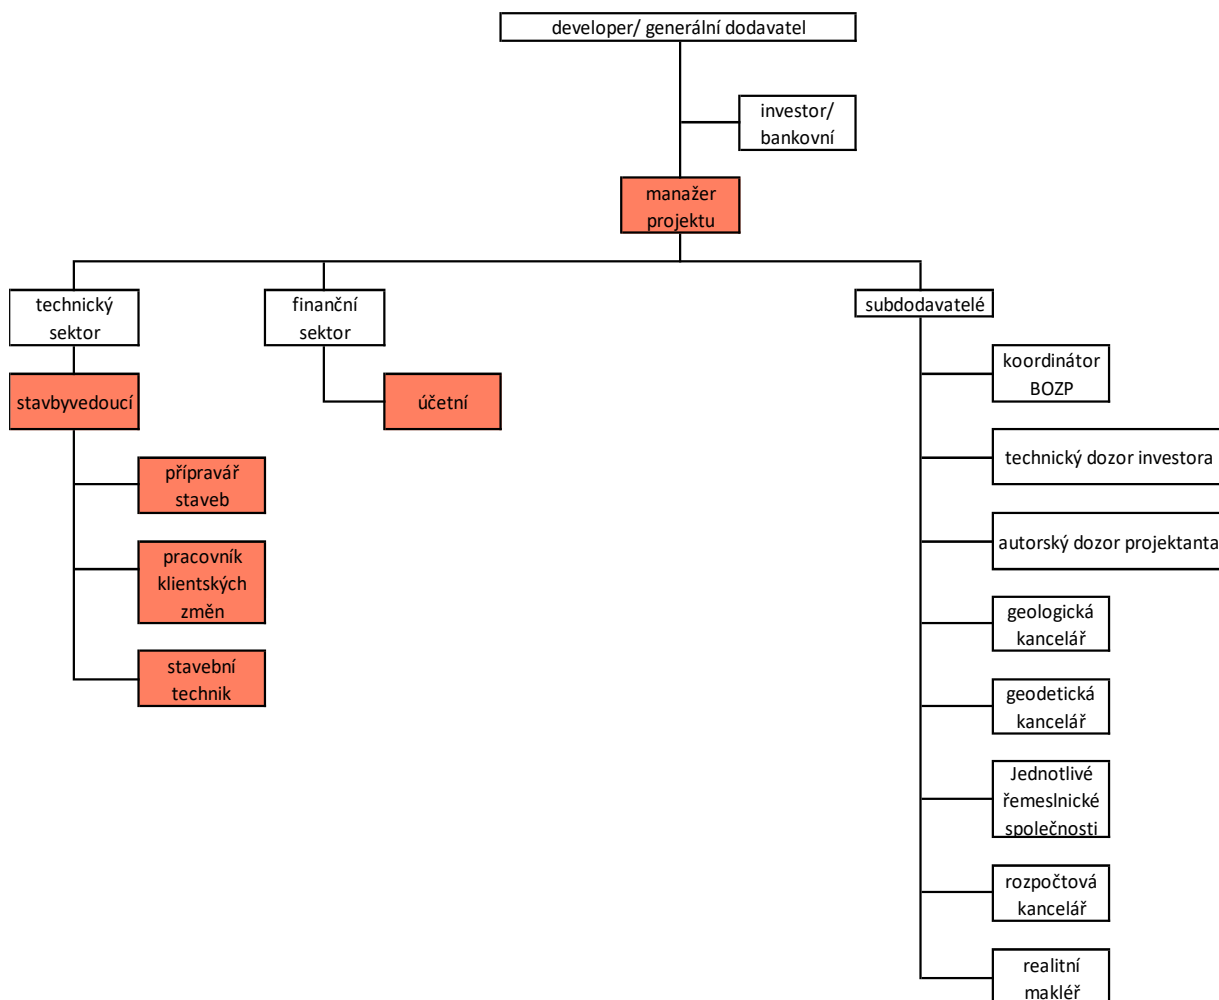 developer/ generální dodavatel
investor/
bankovní
manažer
projektu
technický
sektor
finanční
sektor
subdodavatelé
stavbyvedoucí
účetní
koordinátor
BOZP
technický dozor investora
přípravář
staveb
autorský dozor projektanta
pracovník
klientských
změn
geologická
kancelář
stavební
technik
geodetická
kancelář
Jednotlivé
řemeslnické
společnosti
rozpočtová
kancelář
realitní
makléř